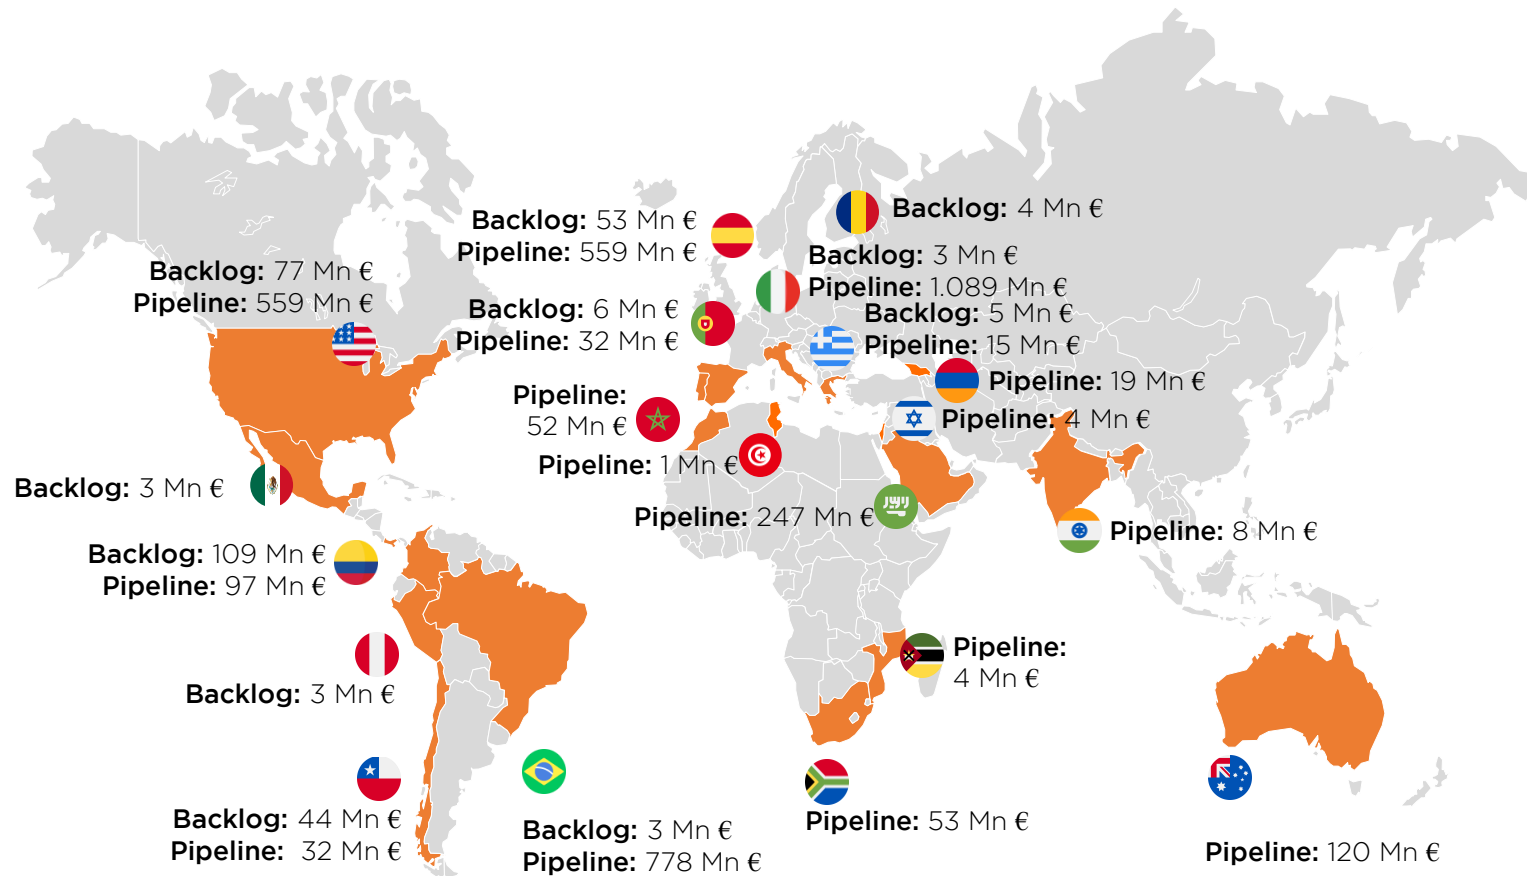 Backlog: 4 Mn €
Backlog: 53 Mn €
Pipeline: 559 Mn €
Backlog: 3 Mn €
Pipeline: 1.089 Mn €
Backlog: 77 Mn €
Pipeline: 559 Mn €
Backlog: 6 Mn €
Pipeline: 32 Mn €
Backlog: 5 Mn €
Pipeline: 15 Mn €
Pipeline: 19 Mn €
Pipeline:
52 Mn €
Pipeline: 4 Mn €
Pipeline: 1 Mn €
Backlog: 3 Mn €
Pipeline: 247 Mn €
Pipeline: 8 Mn €
Backlog: 109 Mn €
Pipeline: 97 Mn €
Pipeline:
4 Mn €
Backlog: 3 Mn €
Backlog: 44 Mn €
Pipeline: 32 Mn €
Backlog: 3 Mn €
Pipeline: 778 Mn €
Pipeline: 53 Mn €
Pipeline: 120 Mn €